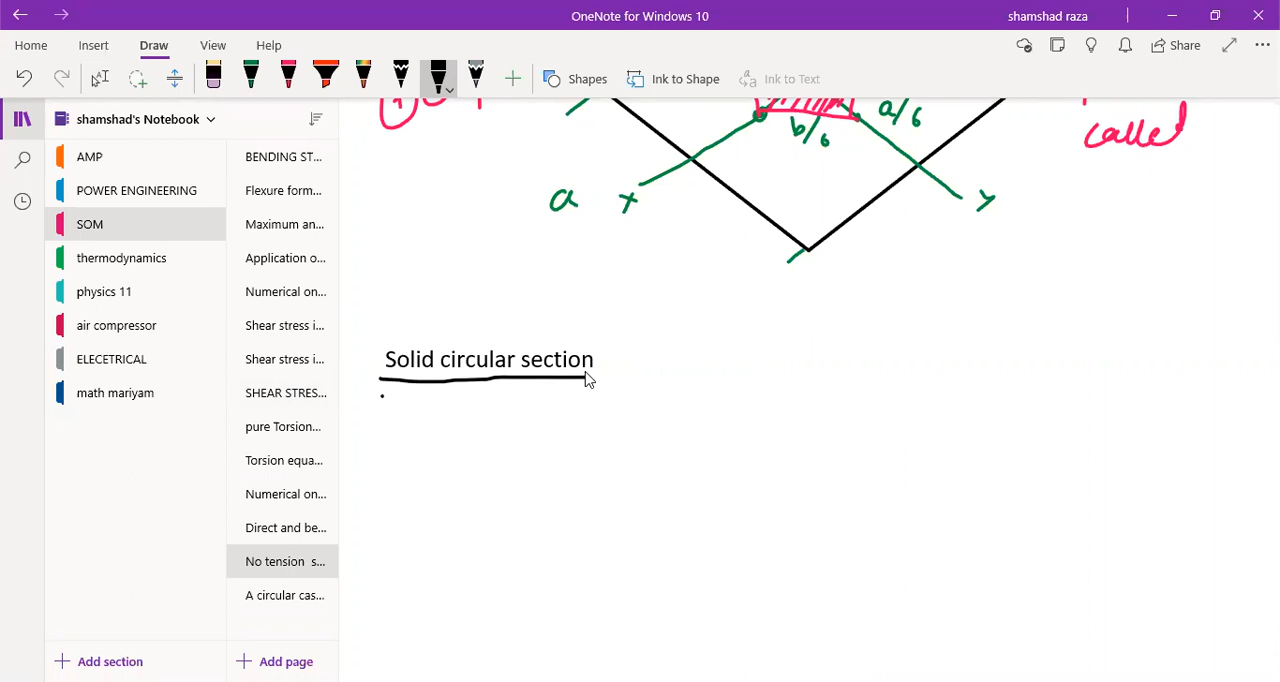 OneNote for Windows 10
shamshad raza
Home Insert Draw View Help
Share
Shapes
Ink to Shape
Ink to Text
shamshad's Notebook
AMP
POWER ENGINEERING
SOM
thermodynamics
physics 11
air compressor
ELECETRICAL
math mariyam
Add section
BENDING ST...
Flexure form...
Maximum an...
Application o...
Numerical on...
Shear stress i...
Shear stress i...
SHEAR STRES...
pure Torsion...
Torsion equa...
Numerical on...
Direct and be...
No tension s...
A circular cas...
Add page
b/6
a/6
called
a
x
y
Solid circular section